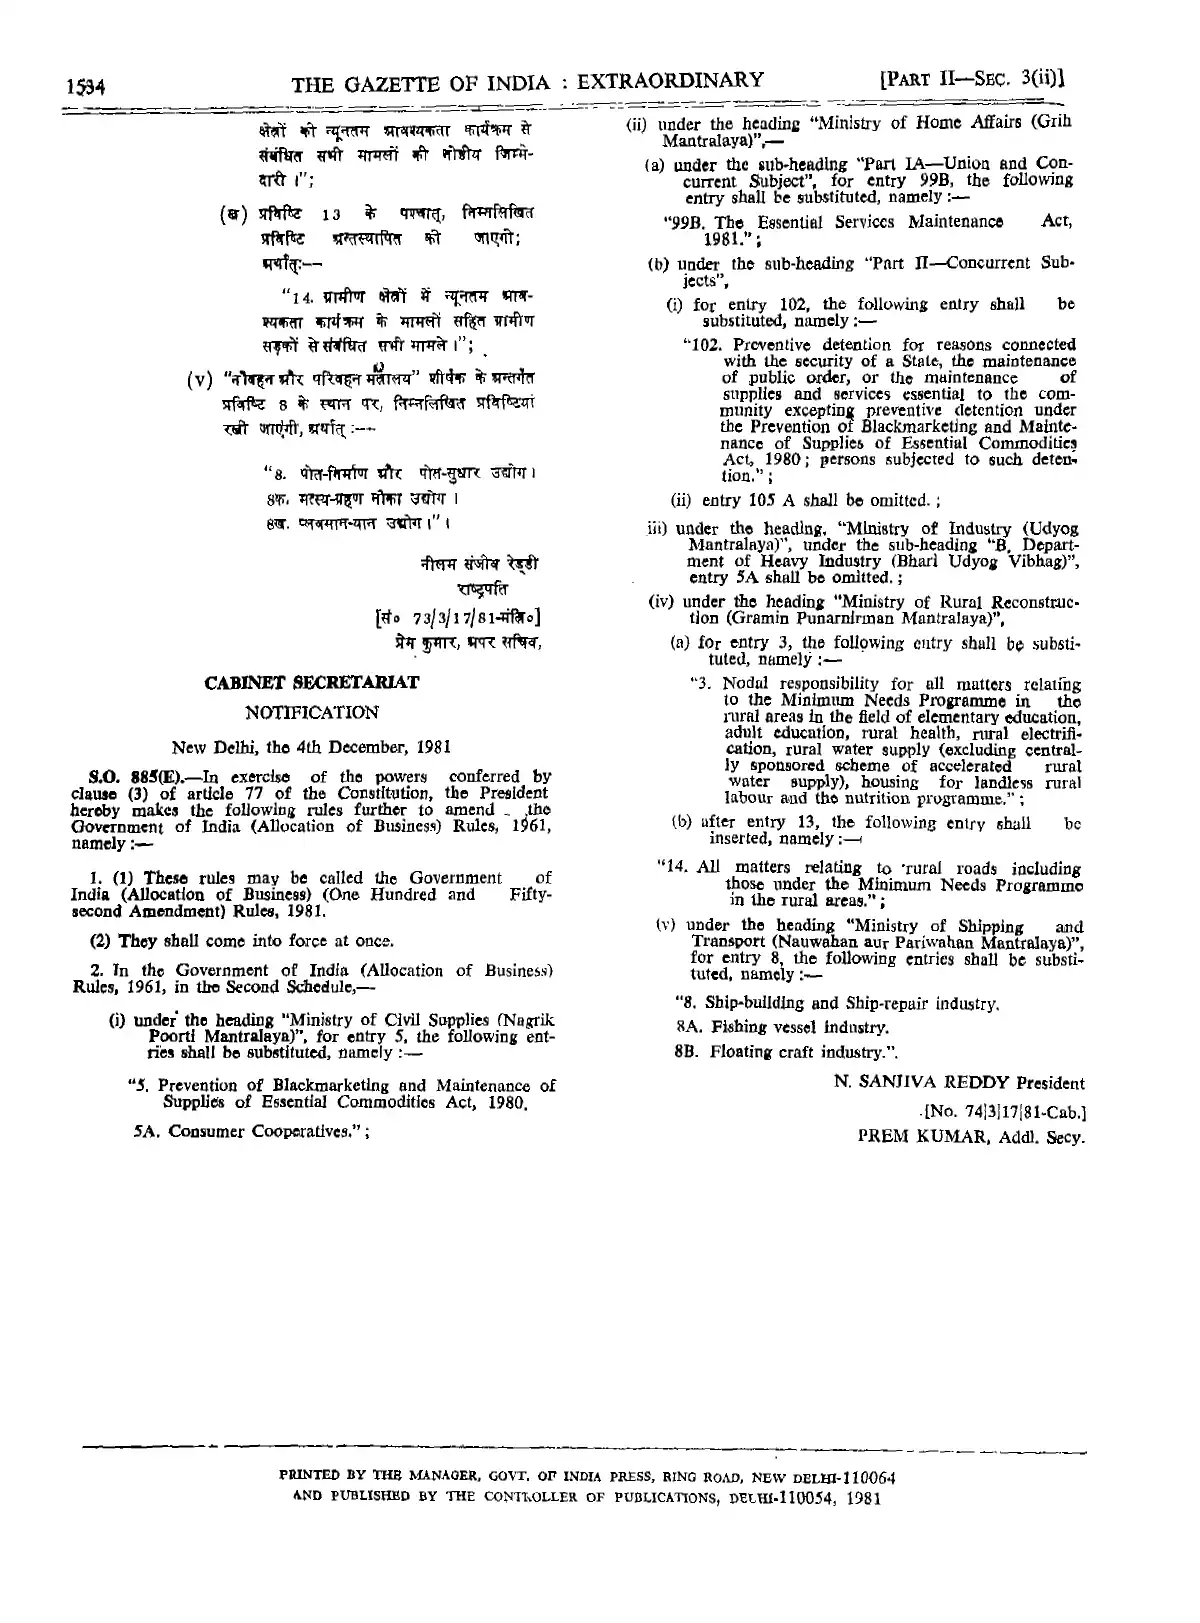 1534 THE GAZETTE OF INDIA : EXTRAORDINARY [PART II—SEC. 3(ii)]
क्षेत्रों की न्यूनतम आवश्यकता कार्यक्रम से
संबंधित सभी मामलों की नोडीय जिम्मे-
दारी ।";
(ख) प्रविष्टि 13 के पश्चात्, निम्नलिखित
प्रविष्टि अन्तस्थापित की जाएगी;
अर्थात्:--
"14. ग्रामीण क्षेत्रों में न्यूनतम आव-
श्यकता कार्यक्रम के मामलों सहित ग्रामीण
सड़कों से संबंधित सभी मामले ।";
(v) "नौवहन और परिवहन मंत्रालय" शीर्षक के अन्तर्गत
प्रविष्टि 8 के स्थान पर, निम्नलिखित प्रविष्टियां
रखी जाएंगी, अर्थात् :--
"8. पोत-निर्माण और पोत-सुधार उद्योग ।
8क. मत्स्य-ग्रहण नौका उद्योग ।
8ख. प्लवमान-यान उद्योग ।" ।
नीलम संजीव रेड्डी
राष्ट्रपति
[सं० 73/3/17/81-मंत्रि०]
प्रेम कुमार, अपर सचिव,
CABINET SECRETARIAT
NOTIFICATION
New Delhi, the 4th December, 1981
S.O. 885(E).—In exercise of the powers conferred by
clause (3) of article 77 of the Constitution, the President
hereby makes the following rules further to amend the
Government of India (Allocation of Business) Rules, 1961,
namely :—
1. (1) These rules may be called the Government of
India (Allocation of Business) (One Hundred and Fifty-
second Amendment) Rules, 1981.
(2) They shall come into force at once.
2. In the Government of India (Allocation of Business)
Rules, 1961, in the Second Schedule,—
(i) under the heading "Ministry of Civil Supplies (Nagrik
Poorti Mantralaya)", for entry 5, the following ent-
ries shall be substituted, namely :—
"5. Prevention of Blackmarketing and Maintenance of
Supplies of Essential Commodities Act, 1980.
5A. Consumer Cooperatives." ;
(ii) under the heading "Ministry of Home Affairs (Grih
Mantralaya)",—
(a) under the sub-heading "Part IA—Union and Con-
current Subject", for entry 99B, the following
entry shall be substituted, namely :—
"99B. The Essential Services Maintenance Act,
1981." ;
(b) under the sub-heading "Part II—Concurrent Sub-
jects",
(i) for entry 102, the following entry shall be
substituted, namely :—
"102. Preventive detention for reasons connected
with the security of a State, the maintenance
of public order, or the maintenance of
supplies and services essential to the com-
munity excepting preventive detention under
the Prevention of Blackmarketing and Mainte-
nance of Supplies of Essential Commodities
Act, 1980 ; persons subjected to such deten-
tion." ;
(ii) entry 105 A shall be omitted. ;
iii) under the heading, "Ministry of Industry (Udyog
Mantralaya)", under the sub-heading "B, Depart-
ment of Heavy Industry (Bhari Udyog Vibhag)",
entry 5A shall be omitted. ;
(iv) under the heading "Ministry of Rural Reconstruc-
tion (Gramin Punarnirman Mantralaya)",
(a) for entry 3, the following entry shall be substi-
tuted, namely :—
"3. Nodal responsibility for all matters relating
to the Minimum Needs Programme in the
rural areas in the field of elementary education,
adult education, rural health, rural electrifi-
cation, rural water supply (excluding central-
ly sponsored scheme of accelerated rural
water supply), housing for landless rural
labour and the nutrition programme." ;
(b) after entry 13, the following entry shall be
inserted, namely :—
"14. All matters relating to rural roads including
those under the Minimum Needs Programme
in the rural areas." ;
(v) under the heading "Ministry of Shipping and
Transport (Nauwahan aur Pariwahan Mantralaya)",
for entry 8, the following entries shall be substi-
tuted, namely :—
"8. Ship-building and Ship-repair industry.
8A. Fishing vessel industry.
8B. Floating craft industry.".
N. SANJIVA REDDY President
[No. 74|3|17|81-Cab.]
PREM KUMAR, Addl. Secy.
PRINTED BY THE MANAGER, GOVT. OF INDIA PRESS, RING ROAD, NEW DELHI-110064
AND PUBLISHED BY THE CONTROLLER OF PUBLICATIONS, DELHI-110054, 1981